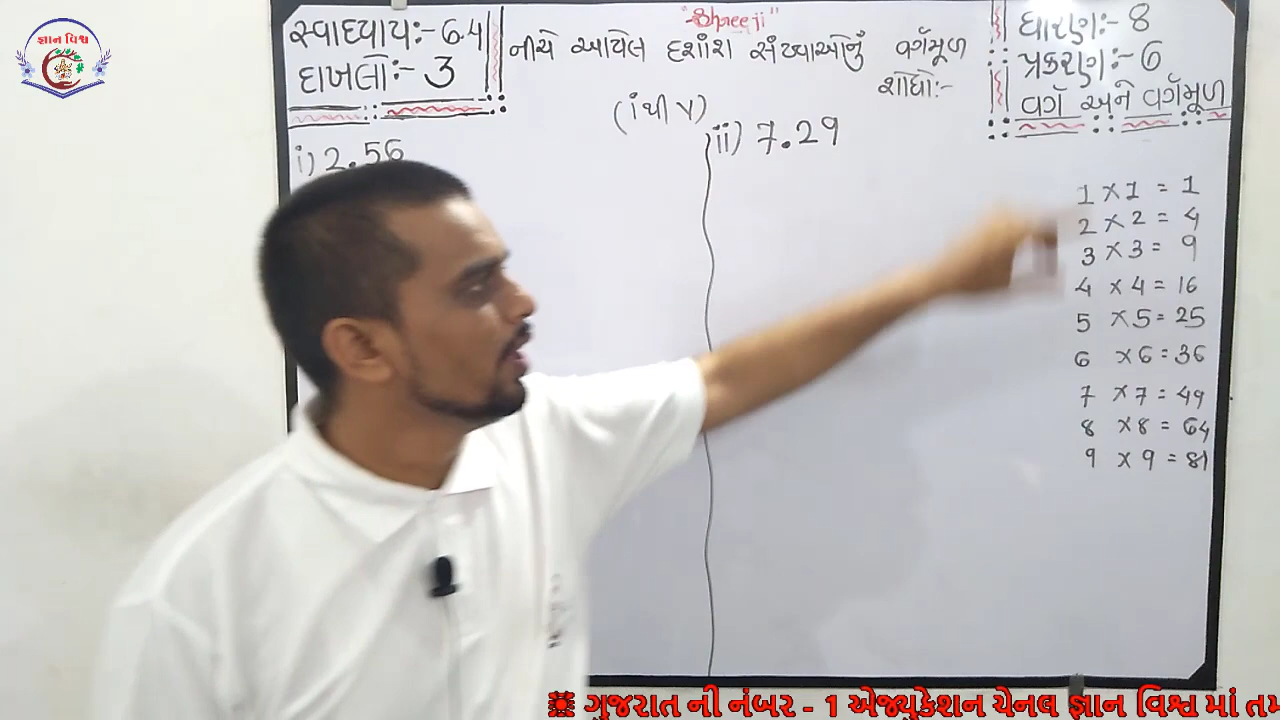 જ્ઞાન વિશ્વ
સ્વાધ્યાય:- 6.4
દાખલો:- 3
"Shreeji"
નીચે આપેલ દશાંશ સંખ્યાઓનું વર્ગમૂળ
શોધો:-
(i થી v)
ધોરણ:- 8
પ્રકરણ:- 6
વર્ગ અને વર્ગમૂળ
i) 2.56
ii) 7.29
1 × 1 = 1
2 × 2 = 4
3 × 3 = 9
4 × 4 = 16
5 × 5 = 25
6 × 6 = 36
7 × 7 = 49
8 × 8 = 64
9 × 9 = 81
ગુજરાત ની નંબર - 1 એજ્યુકેશન ચેનલ જ્ઞાન વિશ્વ માં તમ